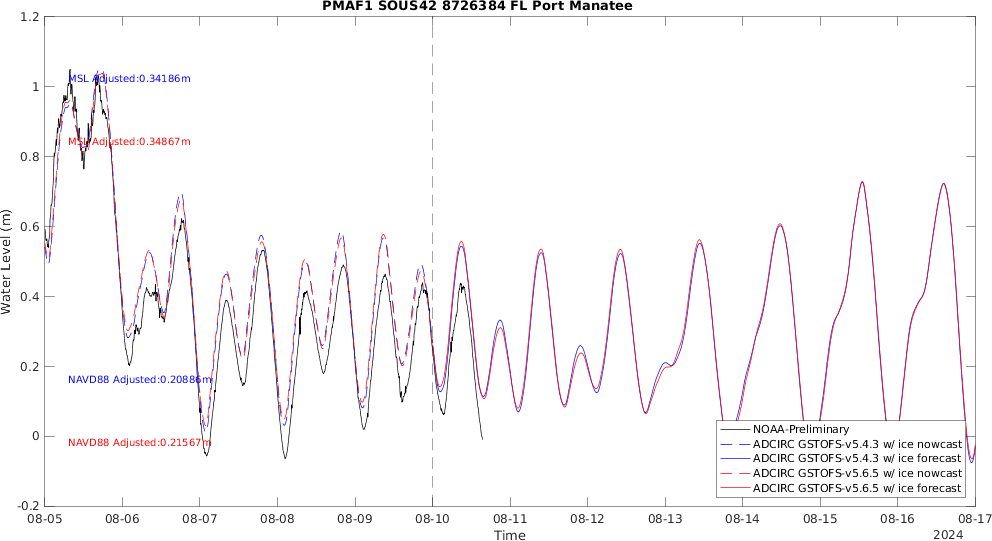 PMAF1 SOUS42 8726384 FL Port Manatee
1.2
1
0.8
0.6
0.4
0.2
0
-0.2
Water Level (m)
MSL Adjusted:0.34186m
MSL Adjusted:0.34867m
NAVD88 Adjusted:0.20886m
NAVD88 Adjusted:0.21567m
NOAA-Preliminary
ADCIRC GSTOFS-v5.4.3 w/ ice nowcast
ADCIRC GSTOFS-v5.4.3 w/ ice forecast
ADCIRC GSTOFS-v5.6.5 w/ ice nowcast
ADCIRC GSTOFS-v5.6.5 w/ ice forecast
08-05 08-06 08-07 08-08 08-09 08-10 08-11 08-12 08-13 08-14 08-15 08-16 08-17
Time
2024